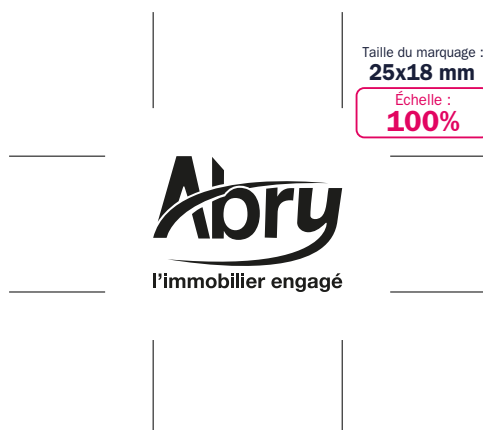 Taille du marquage :
25x18 mm
Échelle :
100%
Abry
l'immobilier engagé